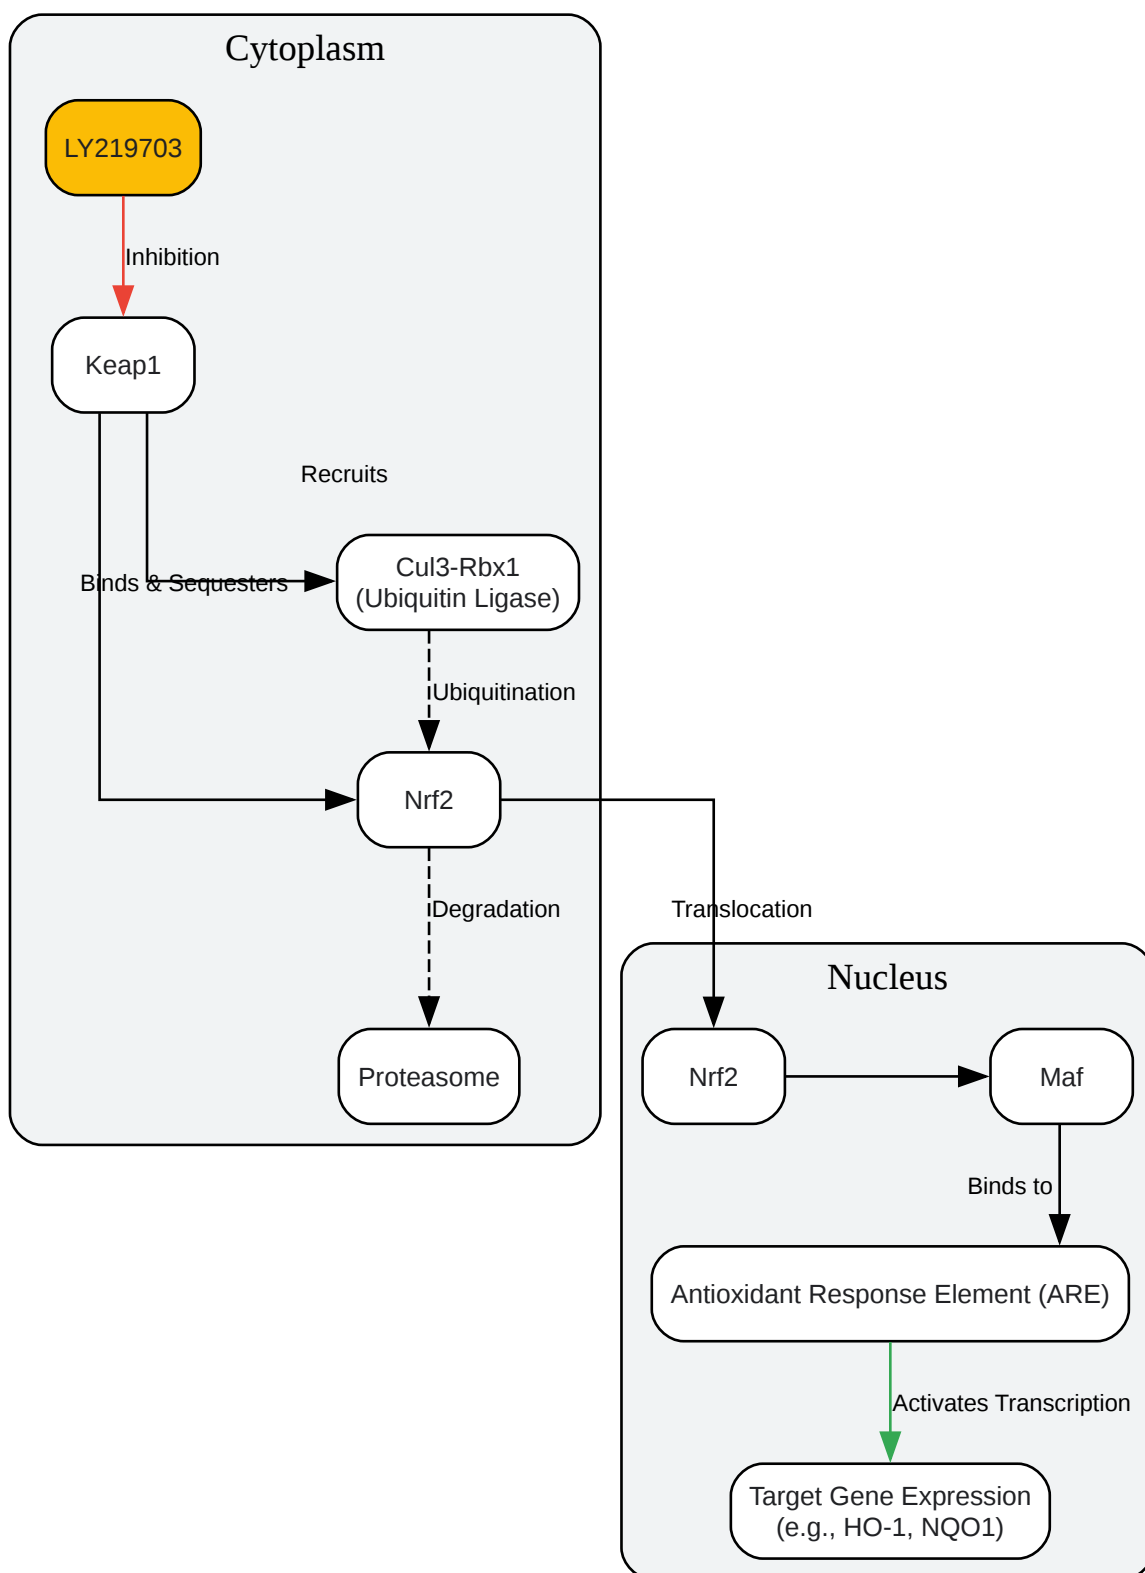 Cytoplasm
LY219703
Inhibition
Keap1
Recruits
Cul3-Rbx1
(Ubiquitin Ligase)
Binds & Sequesters
Ubiquitination
Nrf2
Degradation
Translocation
Proteasome
Nucleus
Nrf2
Maf
Binds to
Antioxidant Response Element (ARE)
Activates Transcription
Target Gene Expression
(e.g., HO-1, NQO1)